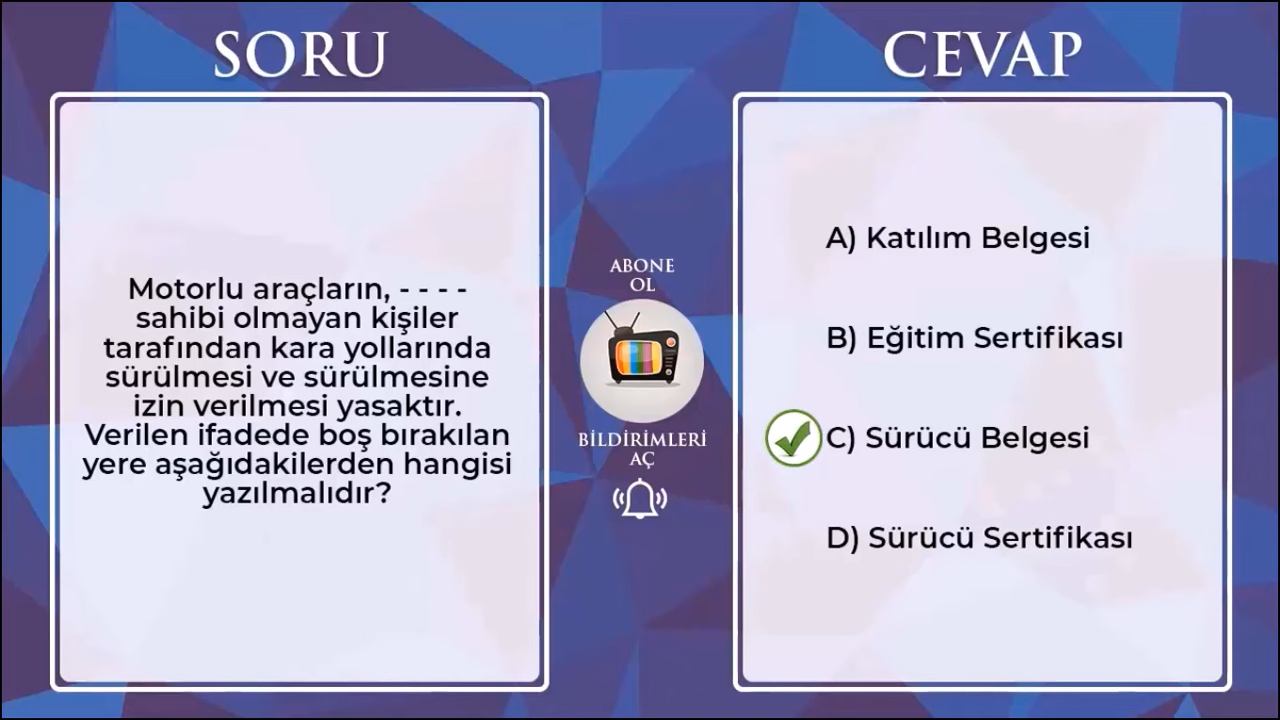 SORU
Motorlu araçların, - - - -
sahibi olmayan kişiler
tarafından kara yollarında
sürülmesi ve sürülmesine
izin verilmesi yasaktır.
Verilen ifadede boş bırakılan
yere aşağıdakilerden hangisi
yazılmalıdır?
ABONE
OL
BİLDİRİMLERİ
AÇ
CEVAP
A) Katılım Belgesi
B) Eğitim Sertifikası
C) Sürücü Belgesi
D) Sürücü Sertifikası